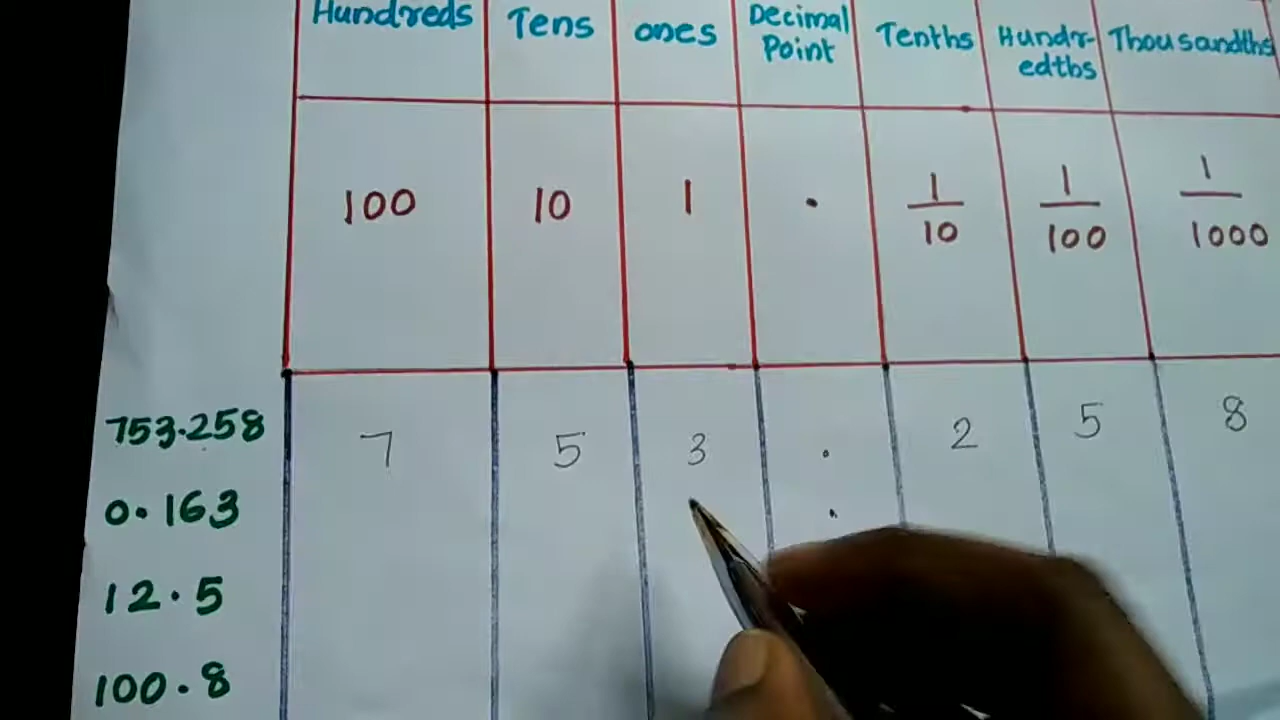 Hundreds Tens ones Decimal Point Tenths Hundr-edths Thousandths
100 10 1 . 1/10 1/100 1/1000
753.258 7 5 3 . 2 5 8
0.163 .
12.5
100.8